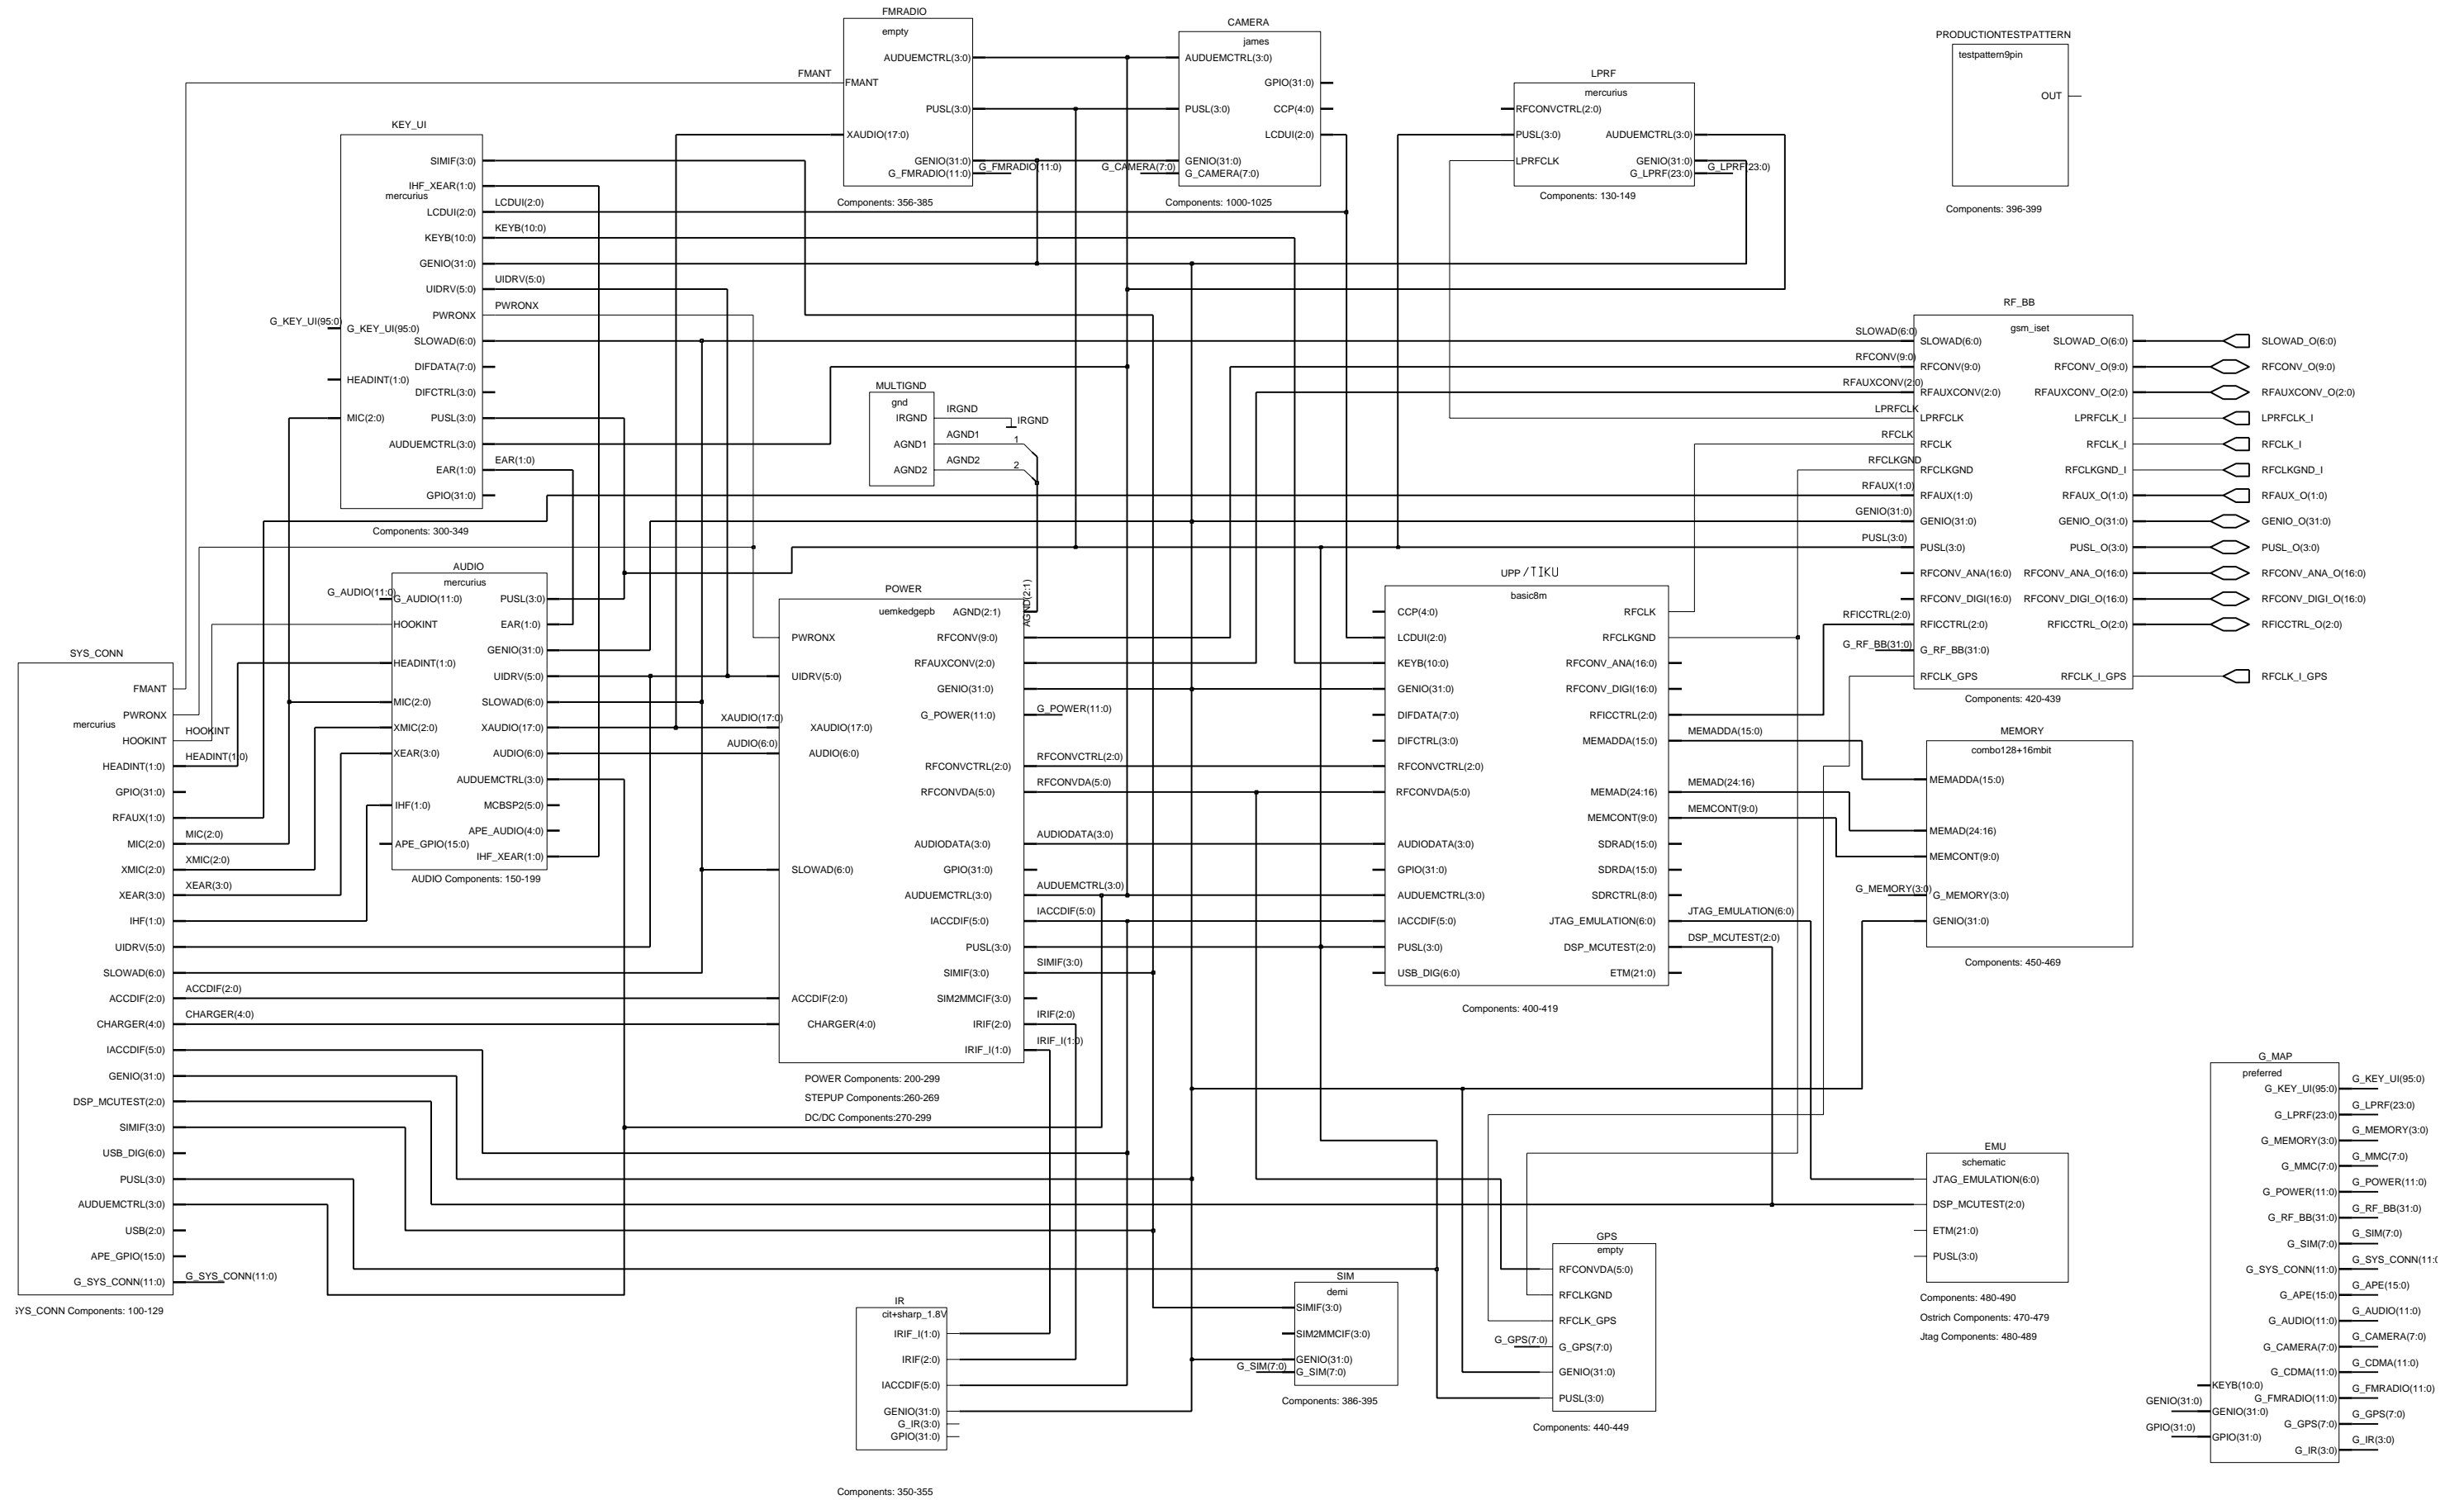 FMRADIO
empty
AUDUEMCTRL(3:0)
FMANT
FMANT
PUSL(3:0)
XAUDIO(17:0)
GENIO(31:0)
G_FMRADIO(11:0)
G_FMRADIO(11:0)
Components: 356-385
CAMERA
james
AUDUEMCTRL(3:0)
GPIO(31:0)
PUSL(3:0)
CCP(4:0)
LCDUI(2:0)
GENIO(31:0)
G_CAMERA(7:0)
G_CAMERA(7:0)
Components: 1000-1025
LPRF
mercurius
RFCONVCTRL(2:0)
PUSL(3:0)
AUDUEMCTRL(3:0)
LPRFCLK
GENIO(31:0)
G_LPRF(23:0)
G_LPRF(23:0)
Components: 130-149
PRODUCTIONTESTPATTERN
testpattern9pin
OUT
Components: 396-399
KEY_UI
SIMIF(3:0)
IHF_XEAR(1:0)
mercurius
LCDUI(2:0)
LCDUI(2:0)
KEYB(10:0)
KEYB(10:0)
GENIO(31:0)
UIDRV(5:0)
UIDRV(5:0)
PWRONX
PWRONX
G_KEY_UI(95:0)
G_KEY_UI(95:0)
SLOWAD(6:0)
DIFDATA(7:0)
HEADINT(1:0)
DIFCTRL(3:0)
MIC(2:0)
PUSL(3:0)
AUDUEMCTRL(3:0)
EAR(1:0)
EAR(1:0)
GPIO(31:0)
Components: 300-349
MULTIGND
gnd
IRGND
IRGND
IRGND
AGND1
AGND1
1
AGND2
AGND2
2
RF_BB
gsm_iset
SLOWAD(6:0)
SLOWAD(6:0)
SLOWAD_O(6:0)
SLOWAD_O(6:0)
RFCONV(9:0)
RFCONV(9:0)
RFCONV_O(9:0)
RFCONV_O(9:0)
RFAUXCONV(2:0)
RFAUXCONV(2:0)
RFAUXCONV_O(2:0)
RFAUXCONV_O(2:0)
LPRFCLK
LPRFCLK
LPRFCLK_I
LPRFCLK_I
RFCLK
RFCLK
RFCLK_I
RFCLK_I
RFCLKGND
RFCLKGND
RFCLKGND_I
RFCLKGND_I
RFAUX(1:0)
RFAUX(1:0)
RFAUX_O(1:0)
RFAUX_O(1:0)
GENIO(31:0)
GENIO(31:0)
GENIO_O(31:0)
GENIO_O(31:0)
PUSL(3:0)
PUSL(3:0)
PUSL_O(3:0)
PUSL_O(3:0)
RFCONV_ANA(16:0)
RFCONV_ANA_O(16:0)
RFCONV_ANA_O(16:0)
RFCONV_DIGI(16:0)
RFCONV_DIGI_O(16:0)
RFCONV_DIGI_O(16:0)
RFICCTRL(2:0)
RFICCTRL(2:0)
RFICCTRL_O(2:0)
RFICCTRL_O(2:0)
G_RF_BB(31:0)
G_RF_BB(31:0)
RFCLK_GPS
RFCLK_I_GPS
RFCLK_I_GPS
Components: 420-439
AUDIO
mercurius
G_AUDIO(11:0)
G_AUDIO(11:0)
PUSL(3:0)
HOOKINT
EAR(1:0)
GENIO(31:0)
HEADINT(1:0)
UIDRV(5:0)
MIC(2:0)
SLOWAD(6:0)
XMIC(2:0)
XAUDIO(17:0)
XEAR(3:0)
AUDIO(6:0)
AUDUEMCTRL(3:0)
IHF(1:0)
MCBSP2(5:0)
APE_AUDIO(4:0)
APE_GPIO(15:0)
IHF_XEAR(1:0)
AUDIO Components: 150-199
POWER
uemkedgepb
AGND(2:1)
AGND(2:1)
PWRONX
RFCONV(9:0)
RFAUXCONV(2:0)
UIDRV(5:0)
GENIO(31:0)
G_POWER(11:0)
G_POWER(11:0)
XAUDIO(17:0)
XAUDIO(17:0)
AUDIO(6:0)
AUDIO(6:0)
RFCONVCTRL(2:0)
RFCONVCTRL(2:0)
RFCONVDA(5:0)
RFCONVDA(5:0)
AUDIODATA(3:0)
AUDIODATA(3:0)
SLOWAD(6:0)
GPIO(31:0)
AUDUEMCTRL(3:0)
AUDUEMCTRL(3:0)
IACCDIF(5:0)
IACCDIF(5:0)
PUSL(3:0)
SIMIF(3:0)
SIMIF(3:0)
ACCDIF(2:0)
SIM2MMCIF(3:0)
CHARGER(4:0)
IRIF(2:0)
IRIF(2:0)
IRIF_I(1:0)
IRIF_I(1:0)
POWER Components: 200-299
STEPUP Components:260-269
DC/DC Components:270-299
UPP /TIKU
basic8m
CCP(4:0)
RFCLK
LCDUI(2:0)
RFCLKGND
KEYB(10:0)
RFCONV_ANA(16:0)
GENIO(31:0)
RFCONV_DIGI(16:0)
DIFDATA(7:0)
RFICCTRL(2:0)
DIFCTRL(3:0)
MEMADDA(15:0)
MEMADDA(15:0)
RFCONVCTRL(2:0)
RFCONVDA(5:0)
MEMAD(24:16)
MEMAD(24:16)
MEMCONT(9:0)
MEMCONT(9:0)
AUDIODATA(3:0)
SDRAD(15:0)
GPIO(31:0)
SDRDA(15:0)
AUDUEMCTRL(3:0)
SDRCTRL(8:0)
IACCDIF(5:0)
JTAG_EMULATION(6:0)
JTAG_EMULATION(6:0)
PUSL(3:0)
DSP_MCUTEST(2:0)
DSP_MCUTEST(2:0)
USB_DIG(6:0)
ETM(21:0)
Components: 400-419
MEMORY
combo128+16mbit
MEMADDA(15:0)
MEMAD(24:16)
MEMCONT(9:0)
G_MEMORY(3:0)
G_MEMORY(3:0)
GENIO(31:0)
Components: 450-469
SYS_CONN
FMANT
PWRONX
mercurius
HOOKINT
HOOKINT
HEADINT(1:0)
HEADINT(1:0)
GPIO(31:0)
RFAUX(1:0)
MIC(2:0)
MIC(2:0)
XMIC(2:0)
XMIC(2:0)
XEAR(3:0)
XEAR(3:0)
IHF(1:0)
UIDRV(5:0)
SLOWAD(6:0)
ACCDIF(2:0)
ACCDIF(2:0)
CHARGER(4:0)
CHARGER(4:0)
IACCDIF(5:0)
GENIO(31:0)
DSP_MCUTEST(2:0)
SIMIF(3:0)
USB_DIG(6:0)
PUSL(3:0)
AUDUEMCTRL(3:0)
USB(2:0)
APE_GPIO(15:0)
G_SYS_CONN(11:0)
G_SYS_CONN(11:0)
SYS_CONN Components: 100-129
IR
cit+sharp_1.8V
IRIF_I(1:0)
IRIF(2:0)
IACCDIF(5:0)
GENIO(31:0)
G_IR(3:0)
GPIO(31:0)
Components: 350-355
SIM
demi
SIMIF(3:0)
SIM2MMCIF(3:0)
GENIO(31:0)
G_SIM(7:0)
G_SIM(7:0)
Components: 386-395
GPS
empty
RFCONVDA(5:0)
RFCLKGND
RFCLK_GPS
G_GPS(7:0)
G_GPS(7:0)
GENIO(31:0)
PUSL(3:0)
Components: 440-449
EMU
schematic
JTAG_EMULATION(6:0)
DSP_MCUTEST(2:0)
ETM(21:0)
PUSL(3:0)
Components: 480-490
Ostrich Components: 470-479
Jtag Components: 480-489
G_MAP
preferred
G_KEY_UI(95:0)
G_KEY_UI(95:0)
G_LPRF(23:0)
G_LPRF(23:0)
G_MEMORY(3:0)
G_MEMORY(3:0)
G_MMC(7:0)
G_MMC(7:0)
G_POWER(11:0)
G_POWER(11:0)
G_RF_BB(31:0)
G_RF_BB(31:0)
G_SIM(7:0)
G_SIM(7:0)
G_SYS_CONN(11:0)
G_SYS_CONN(11:0
G_APE(15:0)
G_APE(15:0)
G_AUDIO(11:0)
G_AUDIO(11:0)
G_CAMERA(7:0)
G_CAMERA(7:0)
G_CDMA(11:0)
G_CDMA(11:0)
KEYB(10:0)
G_FMRADIO(11:0)
G_FMRADIO(11:0)
GENIO(31:0)
GENIO(31:0)
G_GPS(7:0)
G_GPS(7:0)
GPIO(31:0)
GPIO(31:0)
G_IR(3:0)
G_IR(3:0)